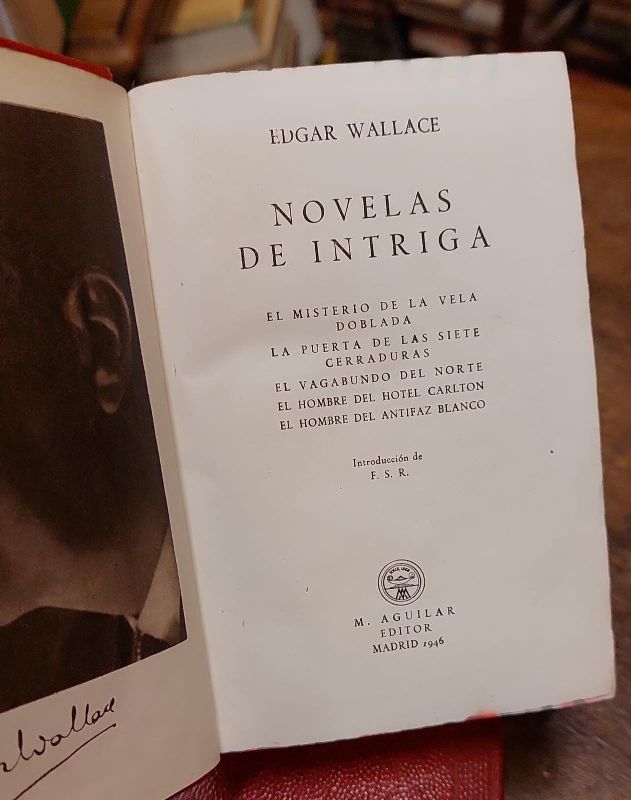 EDGAR WALLACE
NOVELAS
DE INTRIGA
EL MISTERIO DE LA VELA
DOBLADA
LA PUERTA DE LAS SIETE
CERRADURAS
EL VAGABUNDO DEL NORTE
EL HOMBRE DEL HOTEL CARLTON
EL HOMBRE DEL ANTIFAZ BLANCO
Introducción de
F. S. R.
M. AGUILAR
EDITOR
MADRID 1946
Wallace